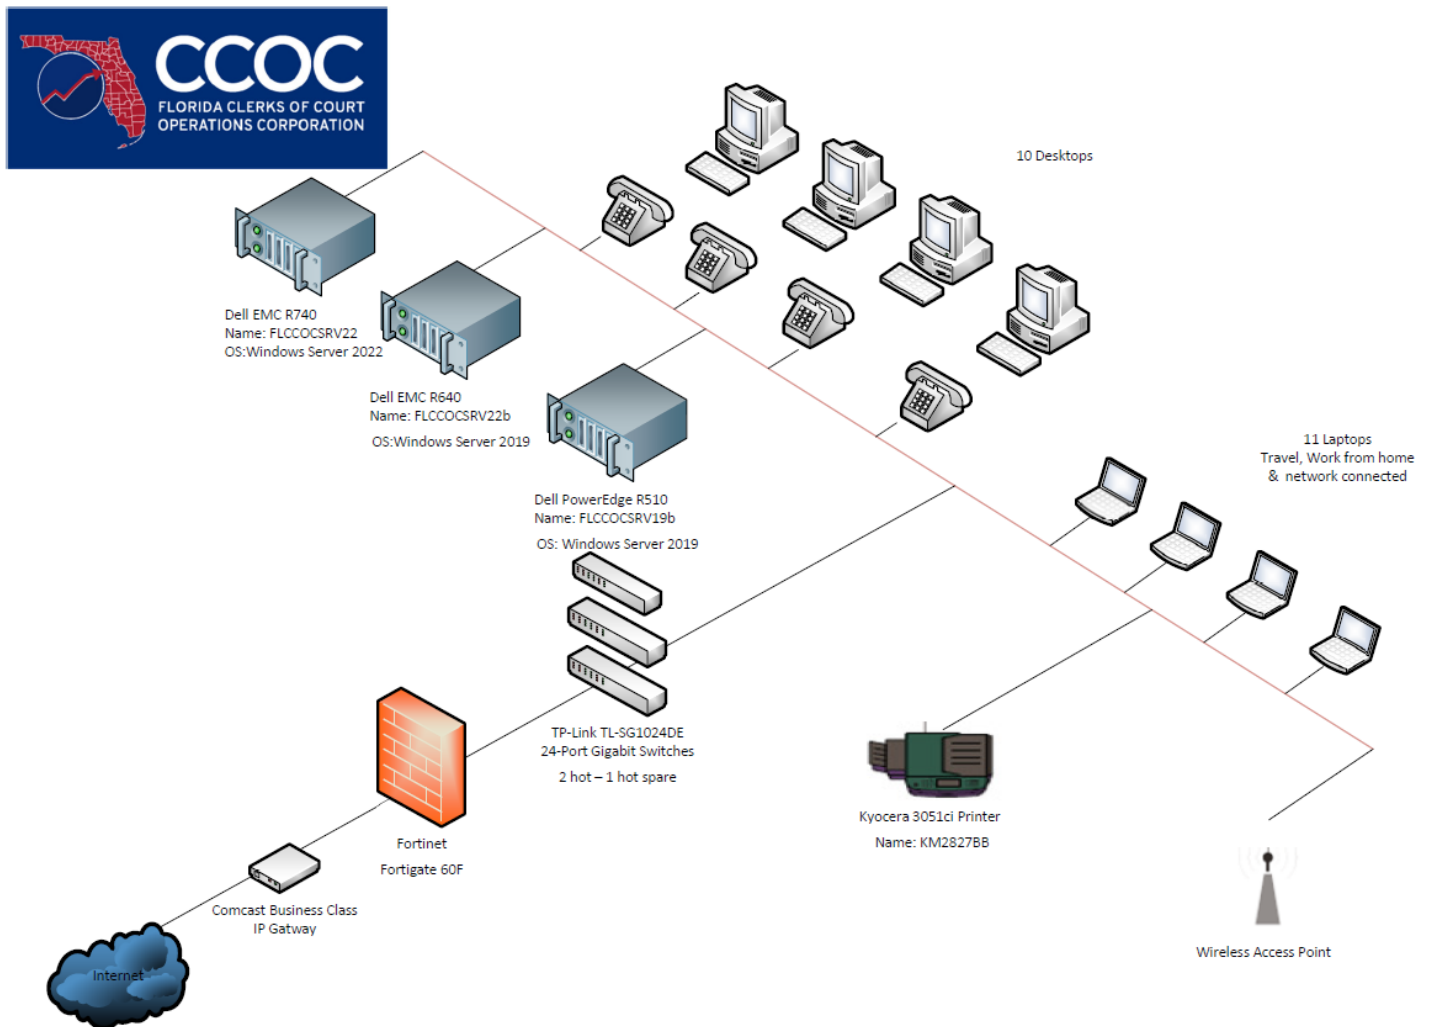 CCOC
FLORIDA CLERKS OF COURT
OPERATIONS CORPORATION
10 Desktops
Dell EMC R740
Name: FLCCOCSRV22
OS:Windows Server 2022
Dell EMC R640
Name: FLCCOCSRV22b
OS:Windows Server 2019
11 Laptops
Travel, Work from home
& network connected
Dell PowerEdge R510
Name: FLCCOCSRV19b
OS: Windows Server 2019
TP-Link TL-SG1024DE
24-Port Gigabit Switches
2 hot – 1 hot spare
Kyocera 3051ci Printer
Name: KM2827BB
Fortinet
Fortigate 60F
Comcast Business Class
IP Gatway
Wireless Access Point
Internet